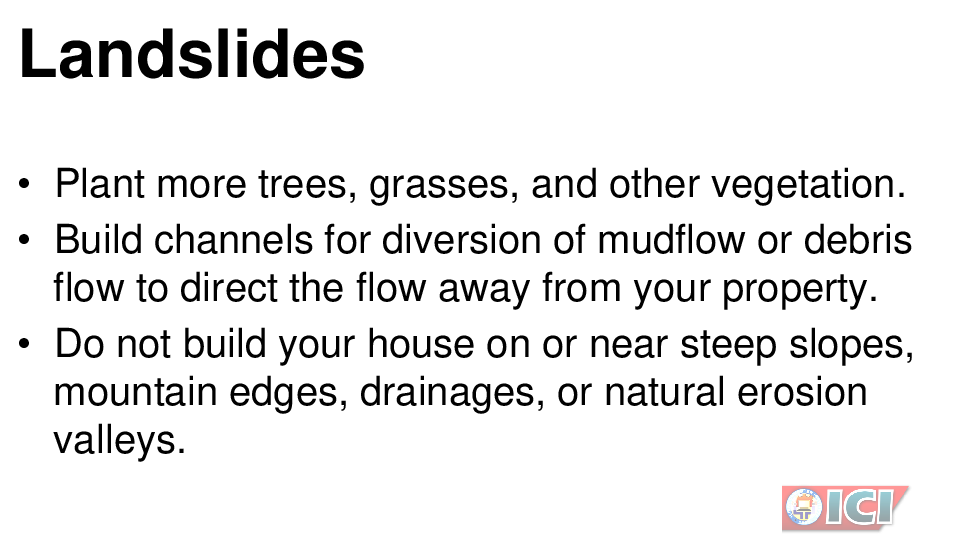 Landslides
• Plant more trees, grasses, and other vegetation.
• Build channels for diversion of mudflow or debris
flow to direct the flow away from your property.
• Do not build your house on or near steep slopes,
mountain edges, drainages, or natural erosion
valleys.
ICI